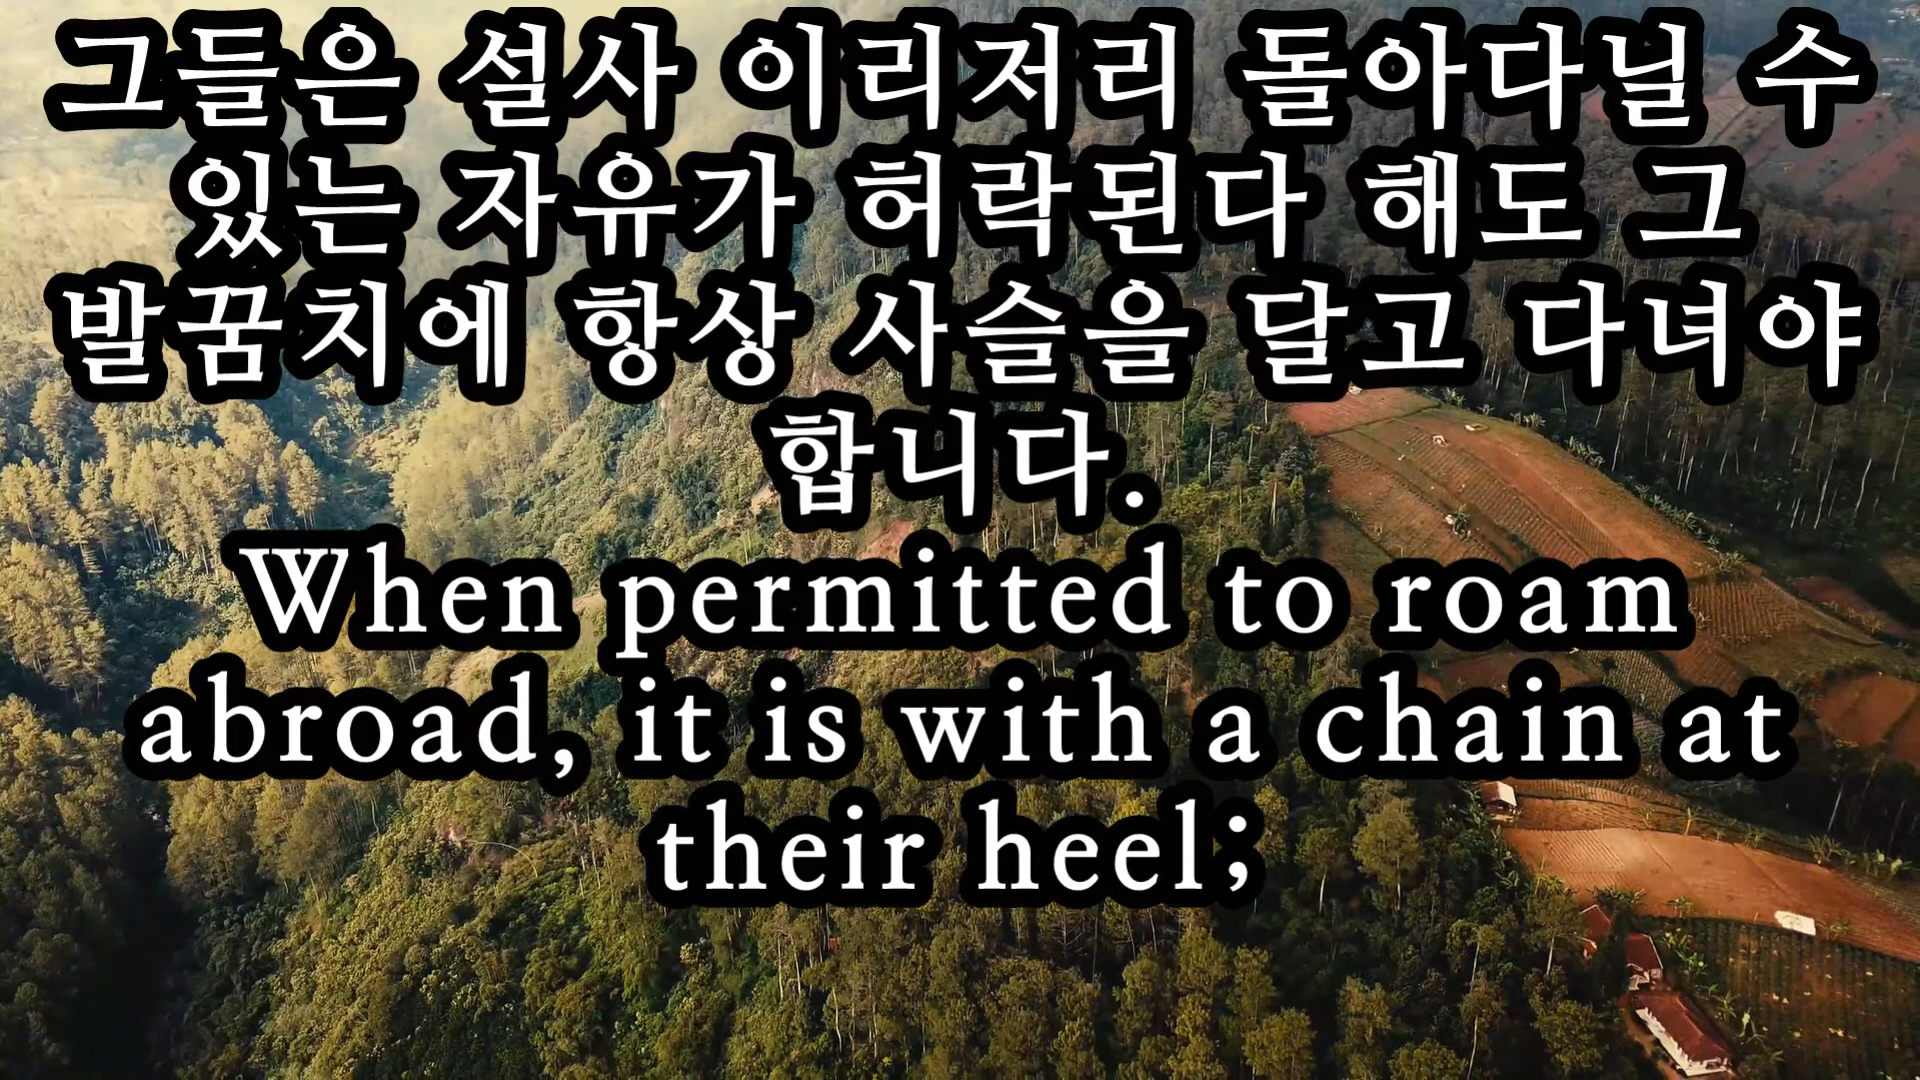 그들은 설사 이리저리 돌아다닐 수
있는 자유가 허락된다 해도 그
발꿈치에 항상 사슬을 달고 다녀야
합니다.
When permitted to roam
abroad, it is with a chain at
their heel;